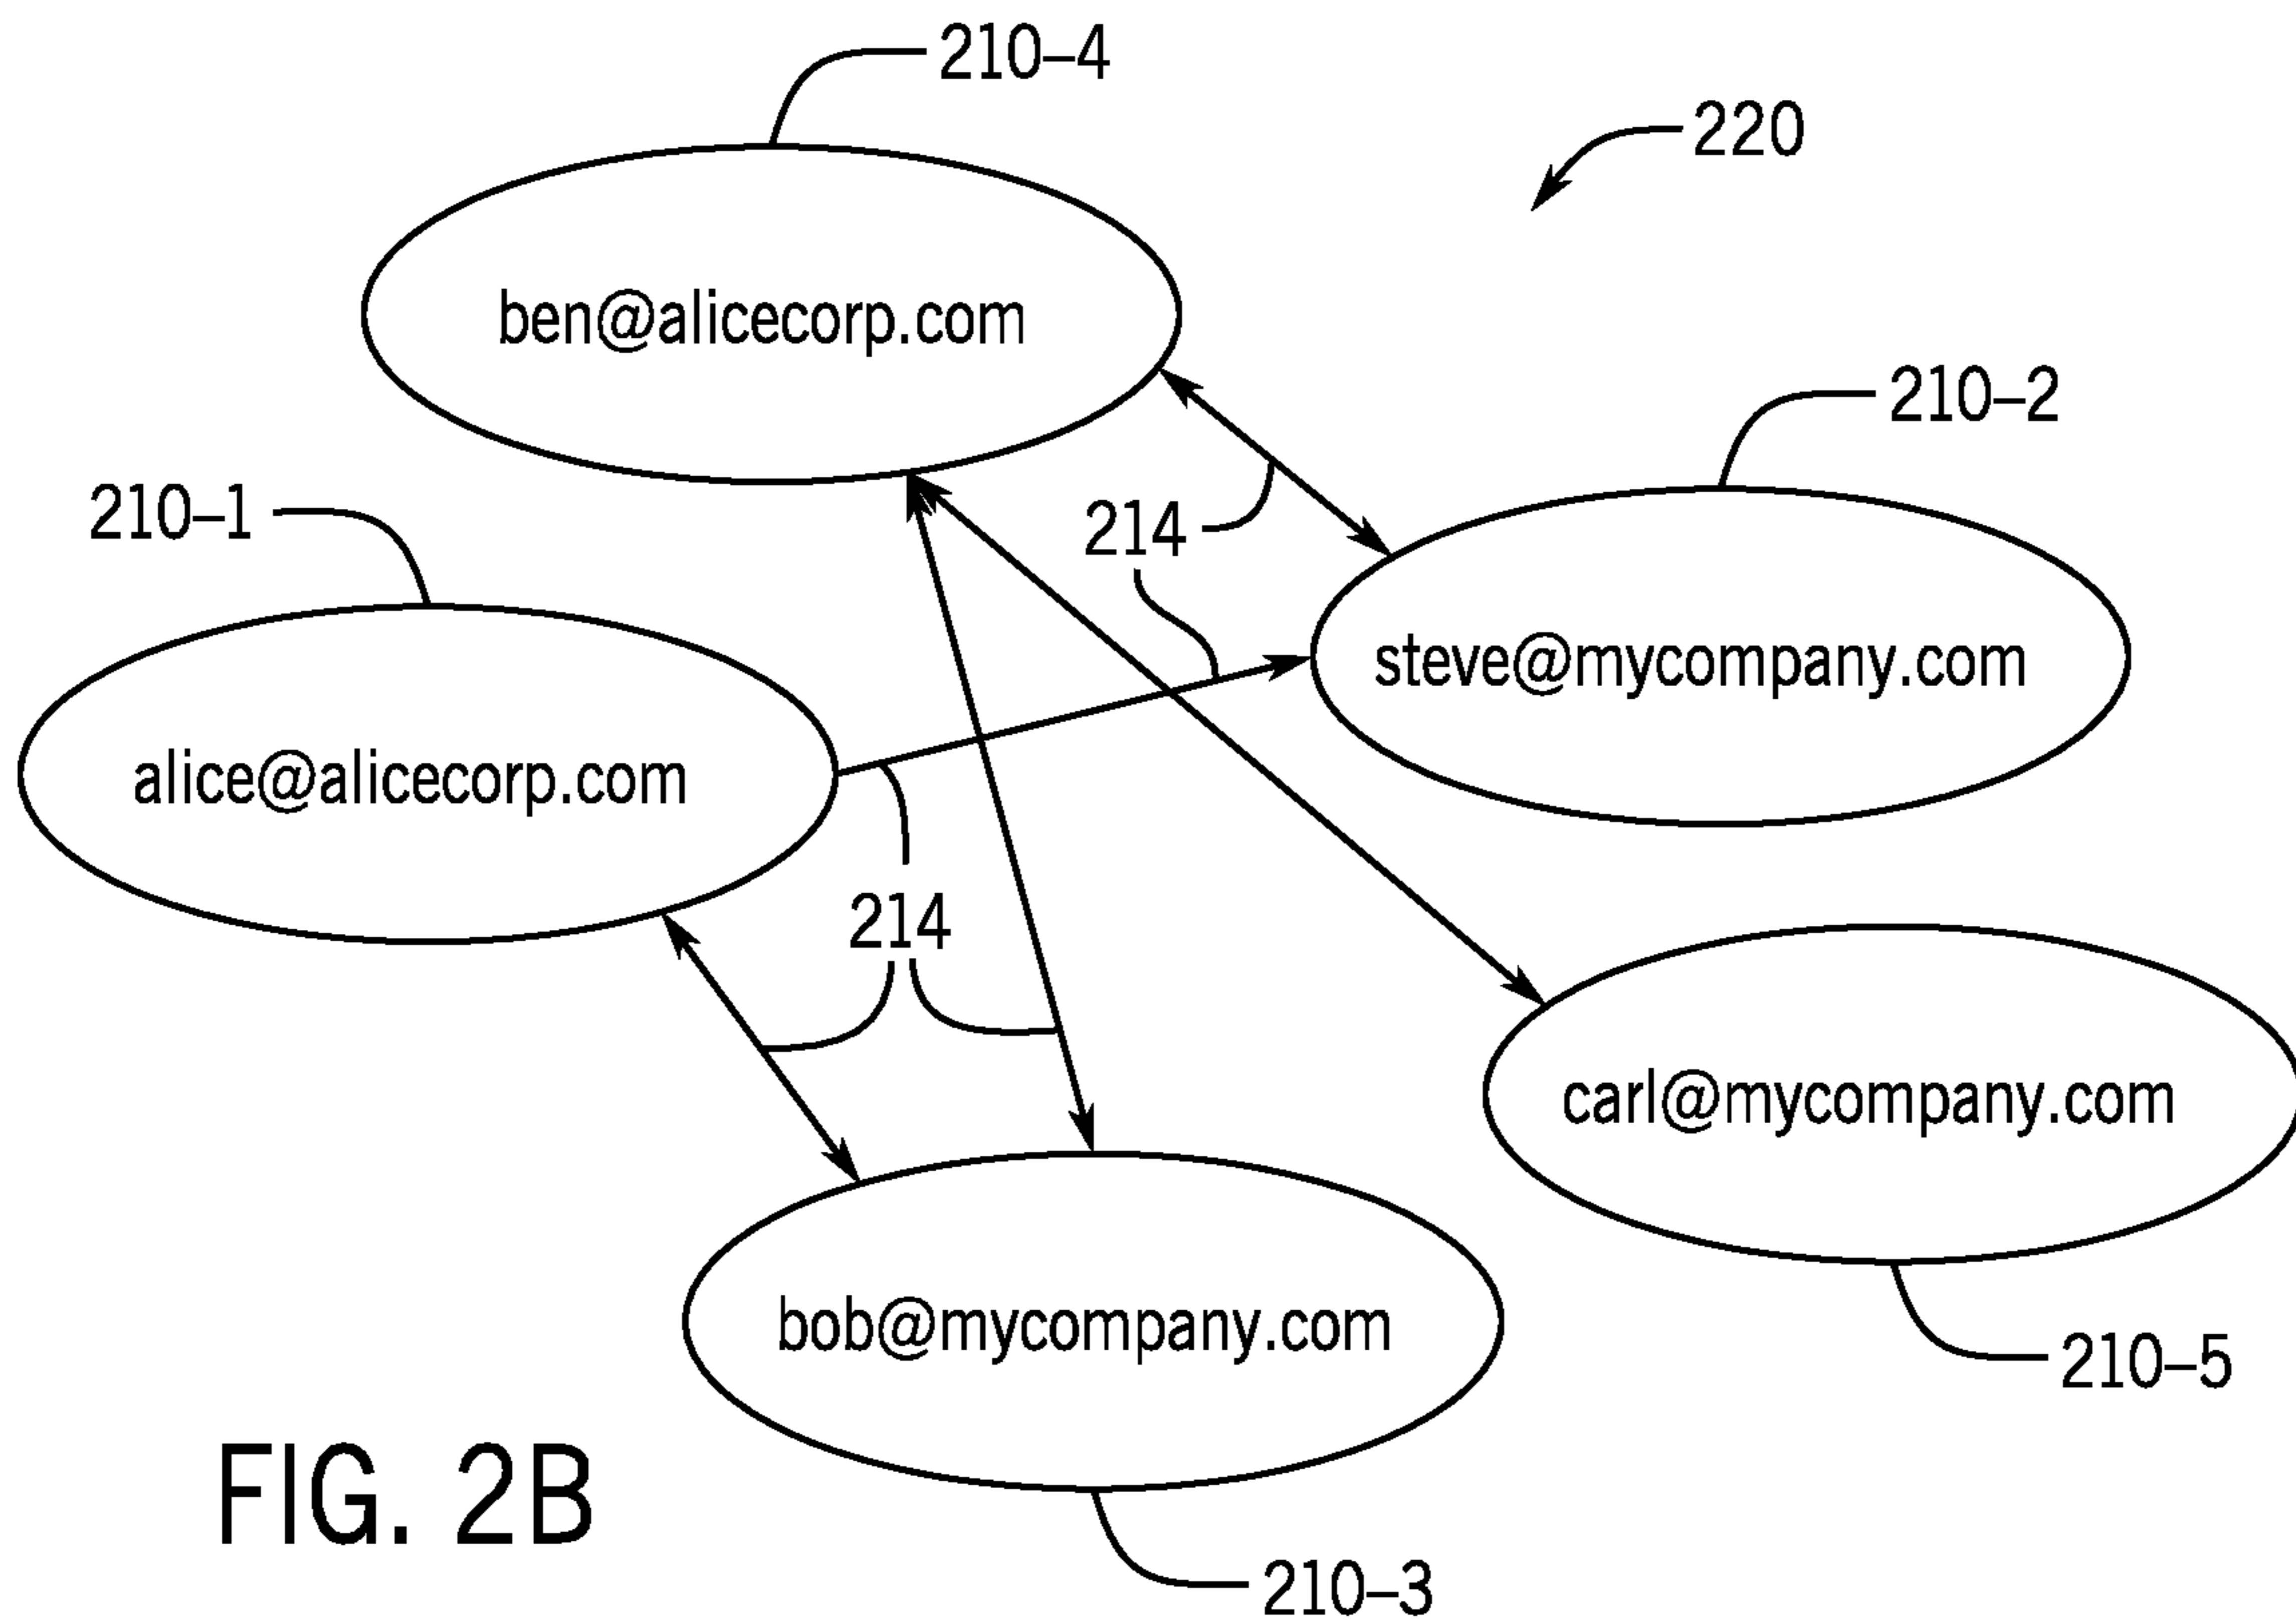 210–4
220
ben@alicecorp.com
210–2
210–1
214
steve@mycompany.com
alice@alicecorp.com
214
carl@mycompany.com
bob@mycompany.com
210–5
FIG. 2B
210–3